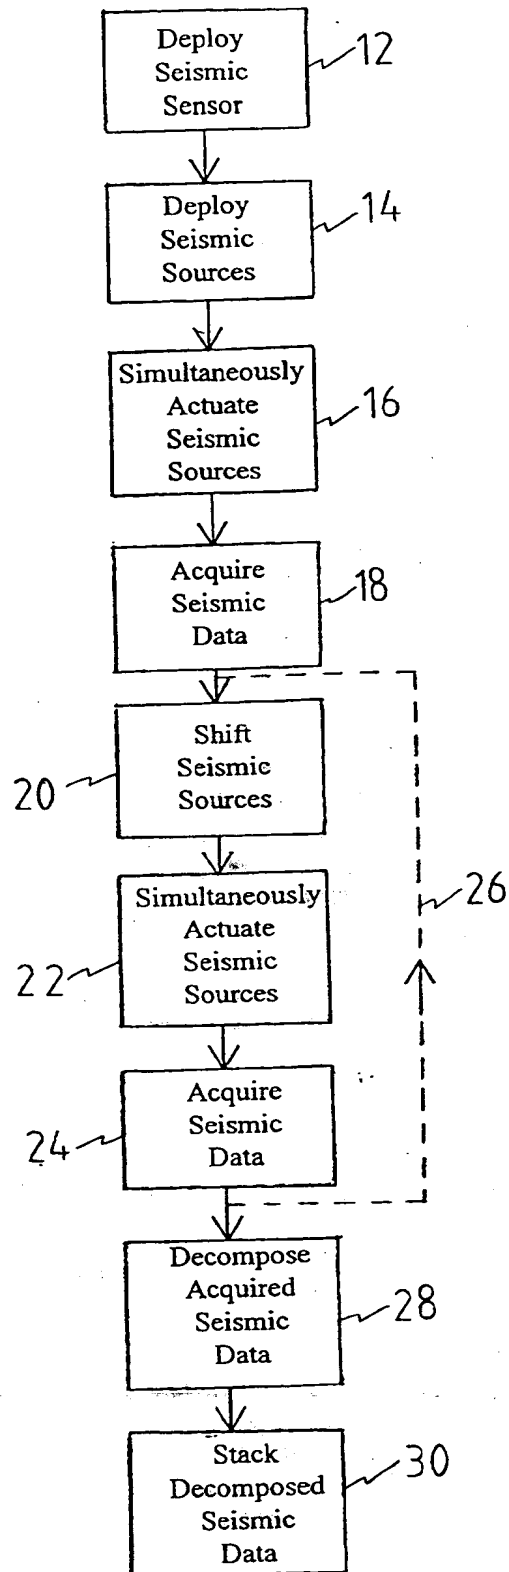 Deploy
Seismic
Sensor
12
Deploy
Seismic
Sources
14
Simultaneously
Actuate
Seismic
Sources
16
Acquire
Seismic
Data
18
Shift
Seismic
Sources
20
Simultaneously
Actuate
Seismic
Sources
22
26
Acquire
Seismic
Data
24
Decompose
Acquired
Seismic
Data
28
Stack
Decomposed
Seismic
Data
30